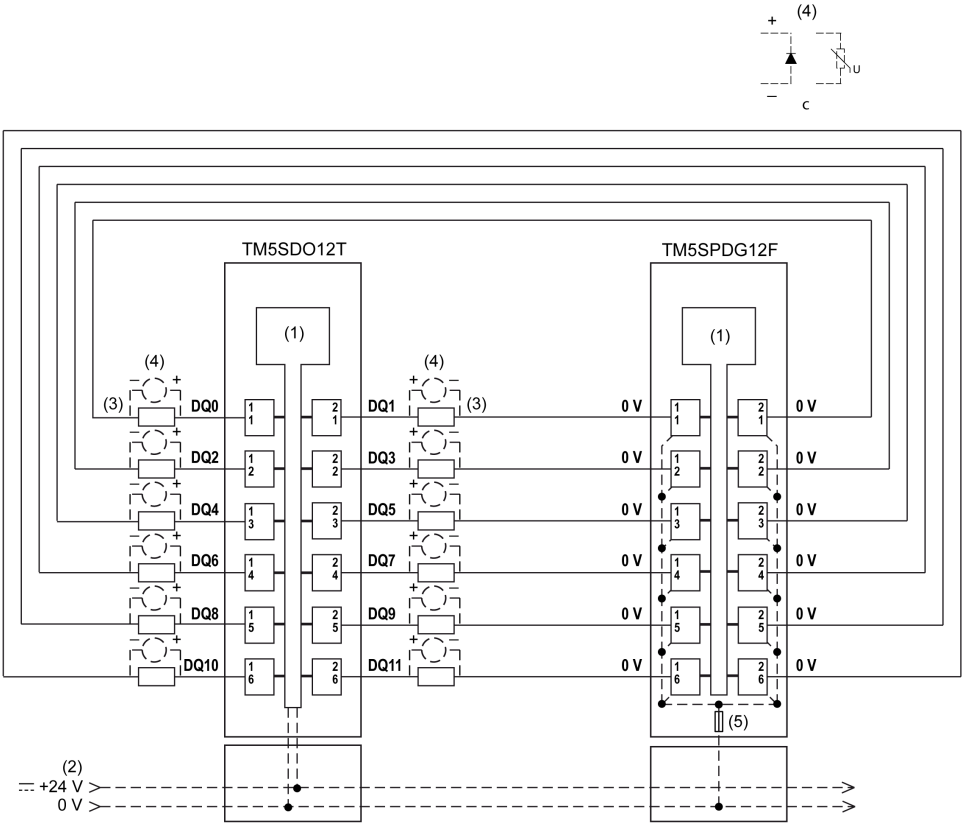 (4)
+
U
–
c
TM5SDO12T TM5SPDG12F
(1) (1)
(4) (4)
– + + –
(3) DQ0 1 1 2 1 DQ1 (3) 0 V 1 1 2 1 0 V
– + + –
DQ2 1 2 2 2 DQ3 0 V 1 2 2 2 0 V
– + + –
DQ4 1 3 2 3 DQ5 0 V 1 3 2 3 0 V
– + + –
DQ6 1 4 2 4 DQ7 0 V 1 4 2 4 0 V
– + + –
DQ8 1 5 2 5 DQ9 0 V 1 5 2 5 0 V
– + + –
DQ10 1 6 2 6 DQ11 0 V 1 6 2 6 0 V
(5)
(2)
⎓ +24 V
0 V